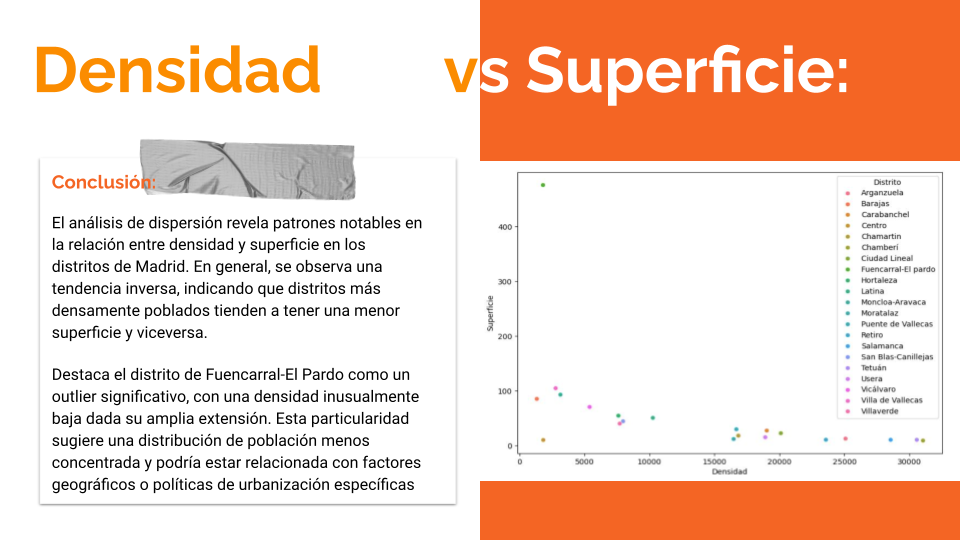 Densidad vs Superficie:
Conclusión:
El análisis de dispersión revela patrones notables en
la relación entre densidad y superficie en los
distritos de Madrid. En general, se observa una
tendencia inversa, indicando que distritos más
densamente poblados tienden a tener una menor
superficie y viceversa.
Destaca el distrito de Fuencarral-El Pardo como un
outlier significativo, con una densidad inusualmente
baja dada su amplia extensión. Esta particularidad
sugiere una distribución de población menos
concentrada y podría estar relacionada con factores
geográficos o políticas de urbanización específicas
Superficie
400
300
200
100
0
0 5000 10000 15000 20000 25000 30000
Densidad
Distrito
Arganzuela
Barajas
Carabanchel
Centro
Chamartin
Chamberí
Ciudad Lineal
Fuencarral-El pardo
Hortaleza
Latina
Moncloa-Aravaca
Moratalaz
Puente de Vallecas
Retiro
Salamanca
San Blas-Canillejas
Tetuán
Usera
Vicálvaro
Villa de Vallecas
Villaverde